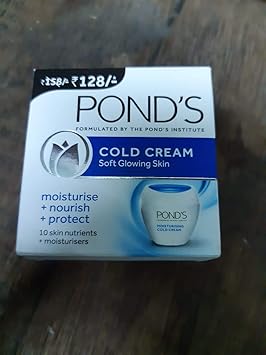 ₹158/- ₹128/-
POND'S
FORMULATED BY THE POND'S INSTITUTE
COLD CREAM
Soft Glowing Skin
moisturise
+ nourish
+ protect
10 skin nutrients
+ moisturisers
POND'S
MOISTURISING
COLD CREAM